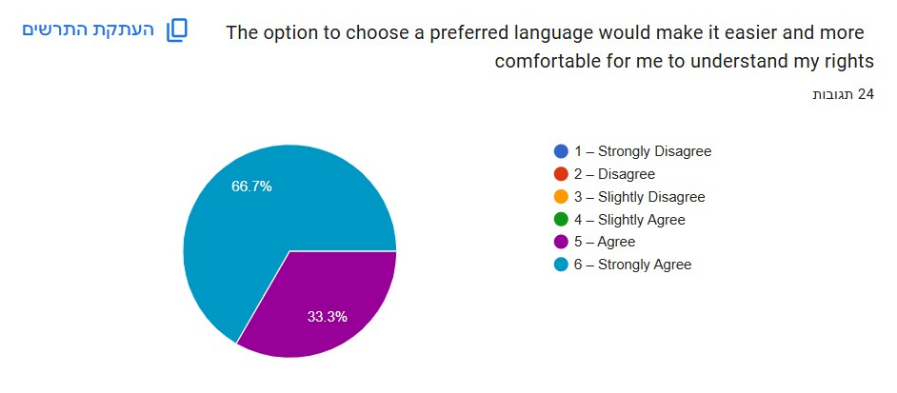 העתקת התרשים
The option to choose a preferred language would make it easier and more
comfortable for me to understand my rights
24 תגובות
66.7%
33.3%
1 – Strongly Disagree
2 – Disagree
3 – Slightly Disagree
4 – Slightly Agree
5 – Agree
6 – Strongly Agree